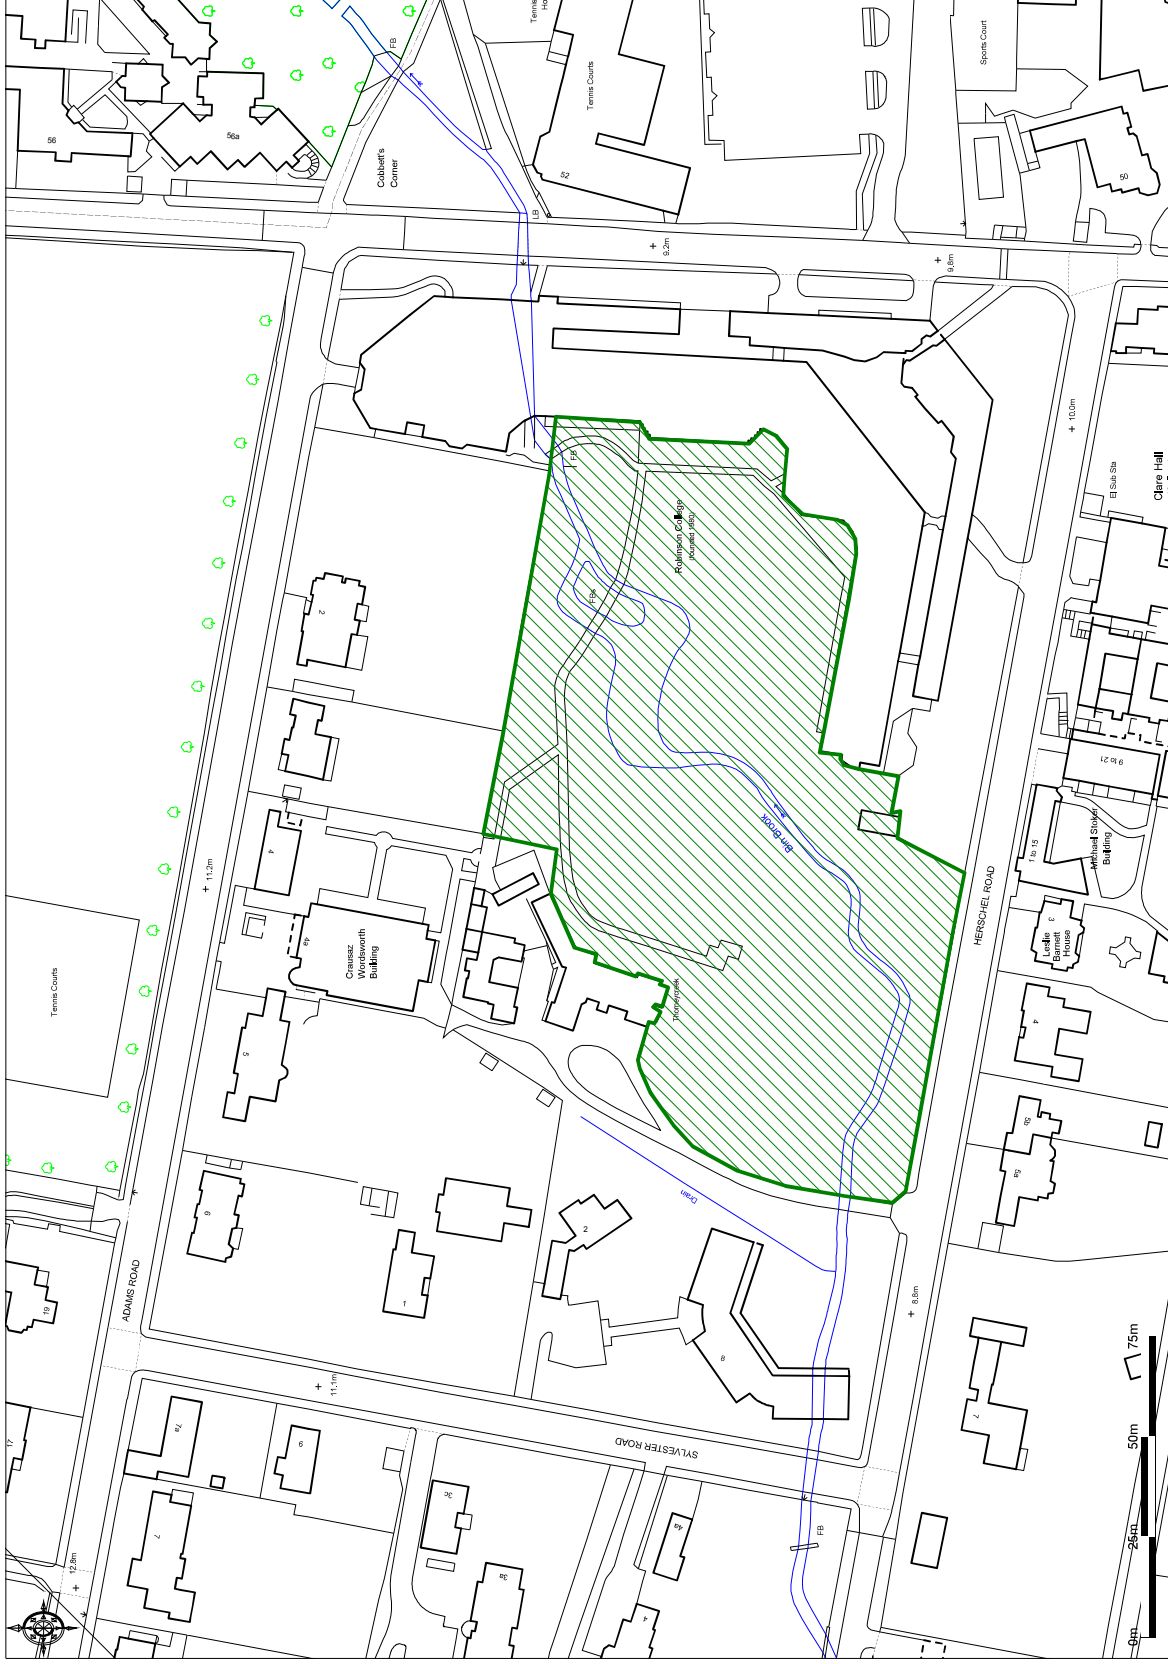 Tennis
Ho
FB
Tennis Courts
Sports Court
56
56a
Cobbett's
Corner
52
50
LB
9.2m
9.8m
10.0m
El Sub Sta
Clare Hall
FB
Robinson College
(founded 1980)
2
FBs
9 to 21
Bin Brook
1 to 15
Michael Stoker
Building
4
11.2m
HERSCHEL ROAD
3
Leslie
Barnett
House
4a
Crausaz
Wordsworth
Building
Tennis Courts
Thorneycreek
4
5
5b
5a
Drain
6
2
1
ADAMS ROAD
19
8.8m
8
7
75m
11.1m
7a
17
6
SYLVESTER ROAD
50m
3c
4a
FB
25m
7
12.8m
3a
4
0m